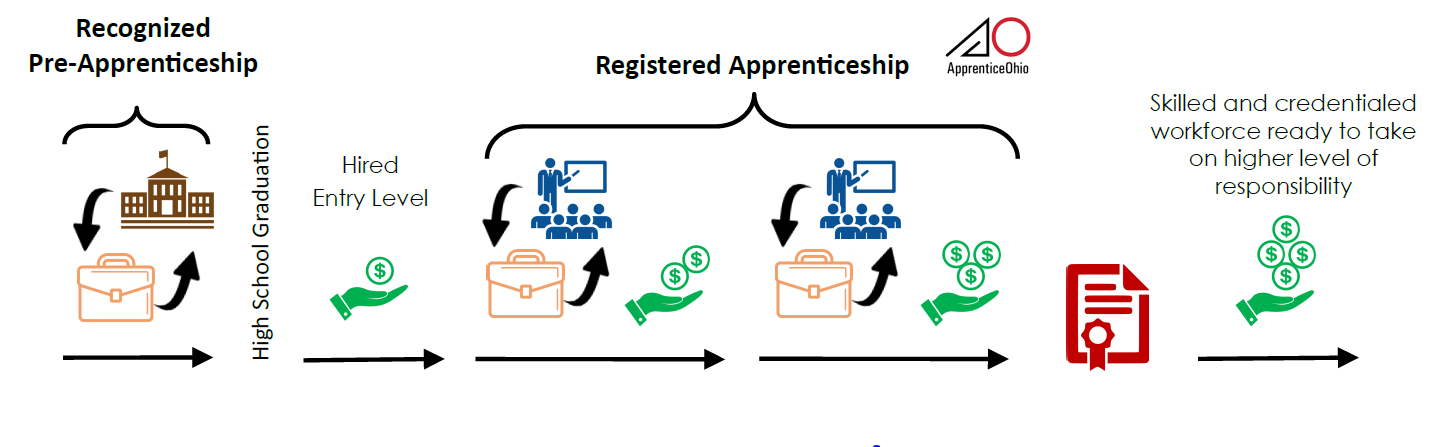 Recognized
Pre-Apprenticeship
High School Graduation
Hired
Entry Level
Registered Apprenticeship
ApprenticeOhio
Skilled and credentialed
workforce ready to take
on higher level of
responsibility
$
$
$
$
$
$
$
$
$
$